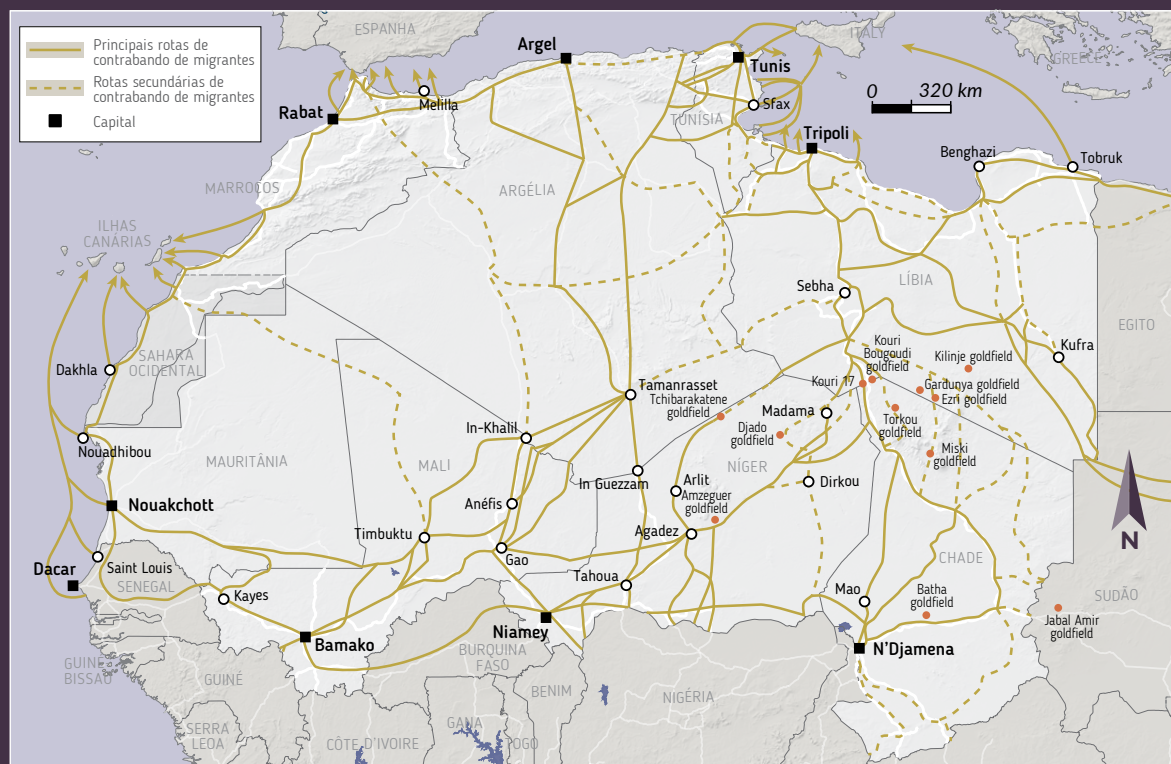 Principais rotas de
contrabando de migrantes
Rotas secundárias de
contrabando de migrantes
Capital
ESPANHA
ITALY
GREECE
Argel
Tunis
0 320 km
Melilla
Sfax
Rabat
TUNÍSIA
Tripoli
Benghazi
Tobruk
MARROCOS
ARGÉLIA
ILHAS
CANÁRIAS
LÍBIA
Sebha
EGITO
Dakhla
SAHARA
OCIDENTAL
Kouri
Bougoudi
goldfield
Kilinje goldfield
Kufra
Kouri 17
Gardunya goldfield
Ezri goldfield
Tamanrasset
Tchibarakatene
goldfield
Madama
Torkou
goldfield
Djado
goldfield
In-Khalil
Nouadhibou
MAURITÂNIA
MALI
NÍGER
Miski
goldfield
In Guezzam
Arlit
Dirkou
Amzeguer
goldfield
Anéfis
Nouakchott
Timbuktu
Agadez
N
Gao
CHADE
Saint Louis
Dacar
SENEGAL
Tahoua
Kayes
Mao
Batha
goldfield
SUDÃO
Jabal Amir
goldfield
Niamey
Bamako
N'Djamena
BURQUINA
FASO
GUINÉ
BISSAU
GUINÉ
BENIM
NIGÉRIA
SERRA
LEOA
CÔTE D'IVOIRE
GANA
TOGO